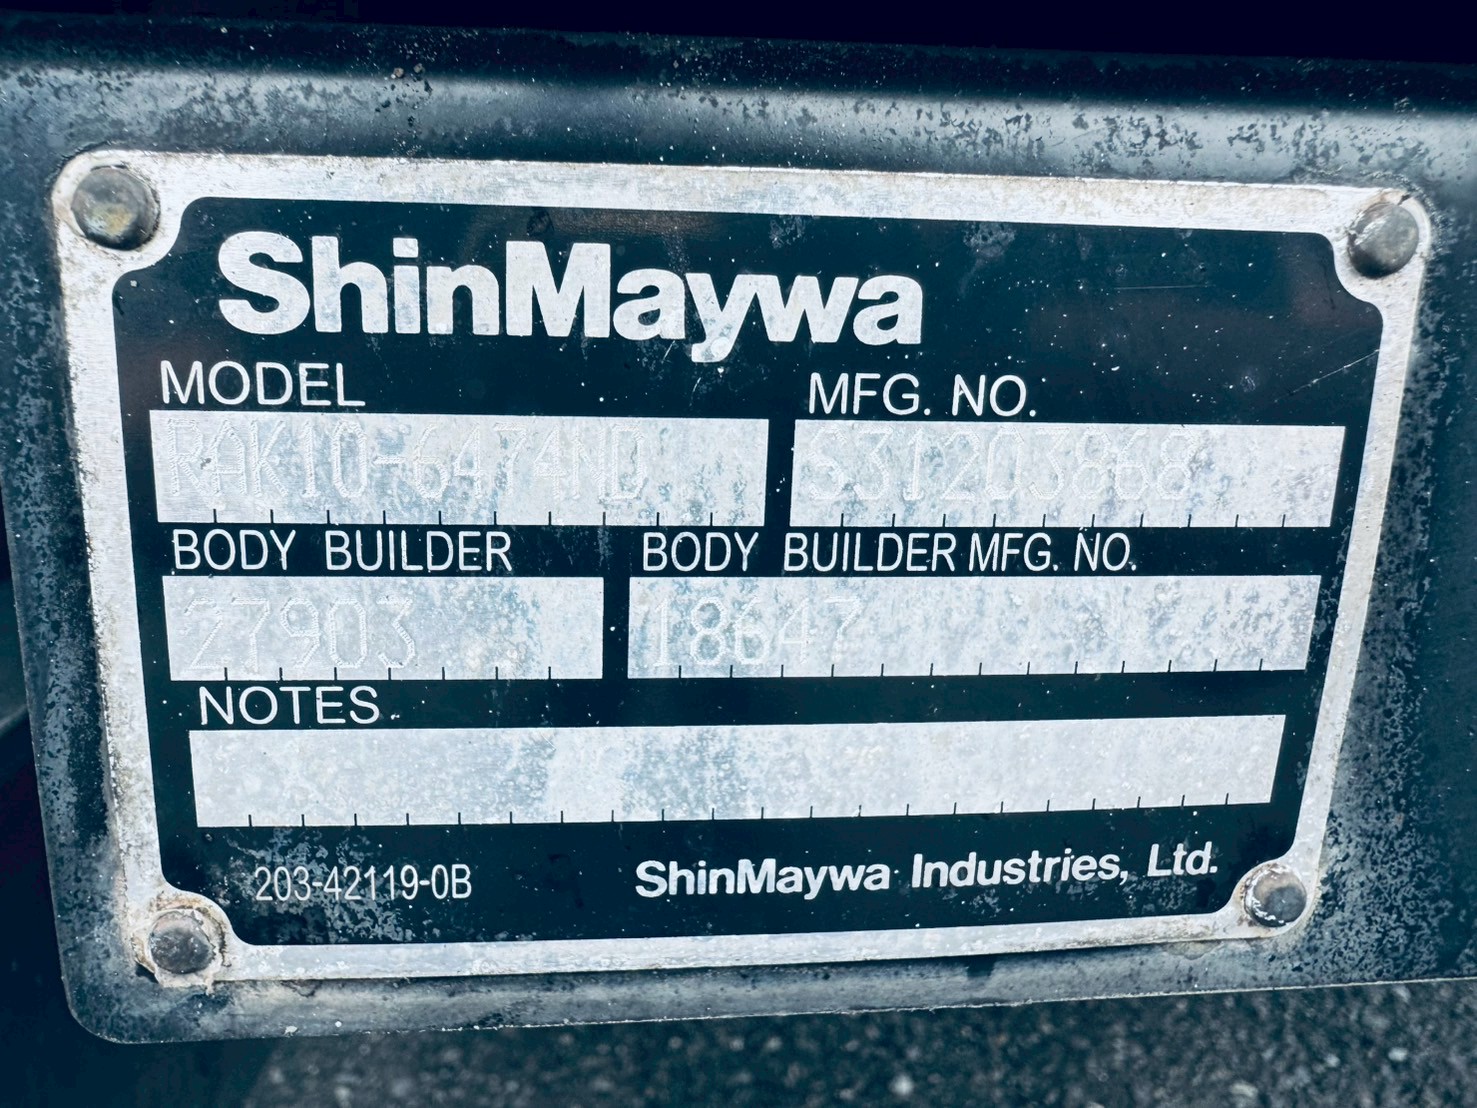 ShinMaywa
MODEL MFG. NO.
RAK10-6474ND S31203868
BODY BUILDER BODY BUILDER MFG. NO.
27903 18647
NOTES
203-42119-0B ShinMaywa Industries, Ltd.